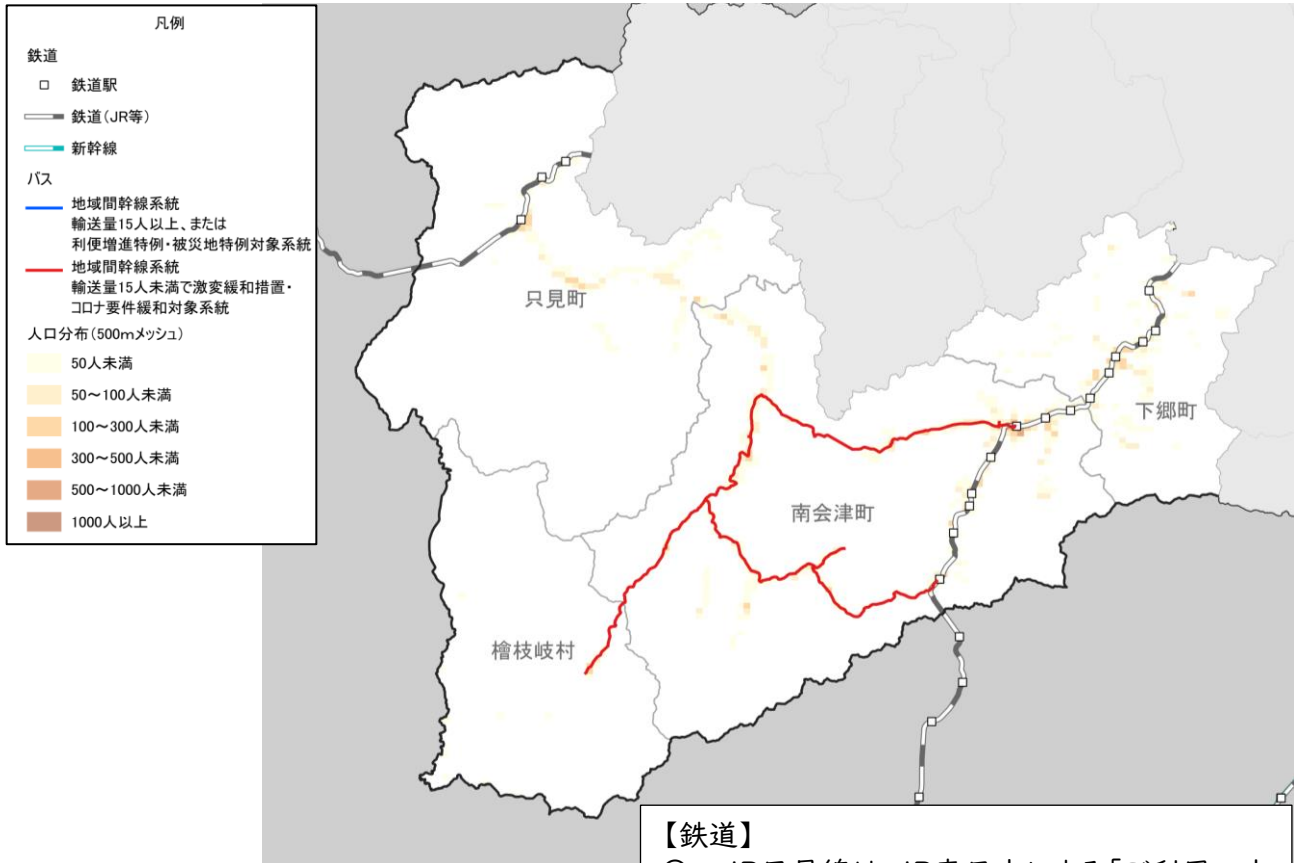 凡例
鉄道
鉄道駅
鉄道(JR等)
新幹線
バス
地域間幹線系統
輸送量15人以上、または
利便増進特例・被災地特例対象系統
地域間幹線系統
輸送量15人未満で激変緩和措置・
コロナ要件緩和対象系統
人口分布(500mメッシュ)
50人未満
50~100人未満
100~300人未満
300~500人未満
500~1000人未満
1000人以上
只見町
下郷町
南会津町
檜枝岐村
【鉄道】